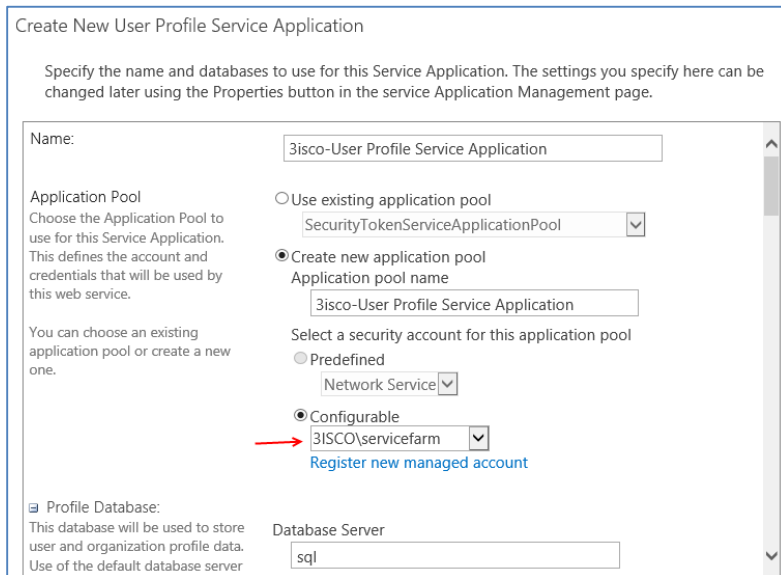 Create New User Profile Service Application
Specify the name and databases to use for this Service Application. The settings you specify here can be
changed later using the Properties button in the service Application Management page.
Name:
3isco-User Profile Service Application
Application Pool
Choose the Application Pool to
use for this Service Application.
This defines the account and
credentials that will be used by
this web service.
You can choose an existing
application pool or create a new
one.
Use existing application pool
SecurityTokenServiceApplicationPool
Create new application pool
Application pool name
3isco-User Profile Service Application
Select a security account for this application pool
Predefined
Network Service
Configurable
3ISCO\servicefarm
Register new managed account
Profile Database:
This database will be used to store
user and organization profile data.
Use of the default database server
Database Server
sql